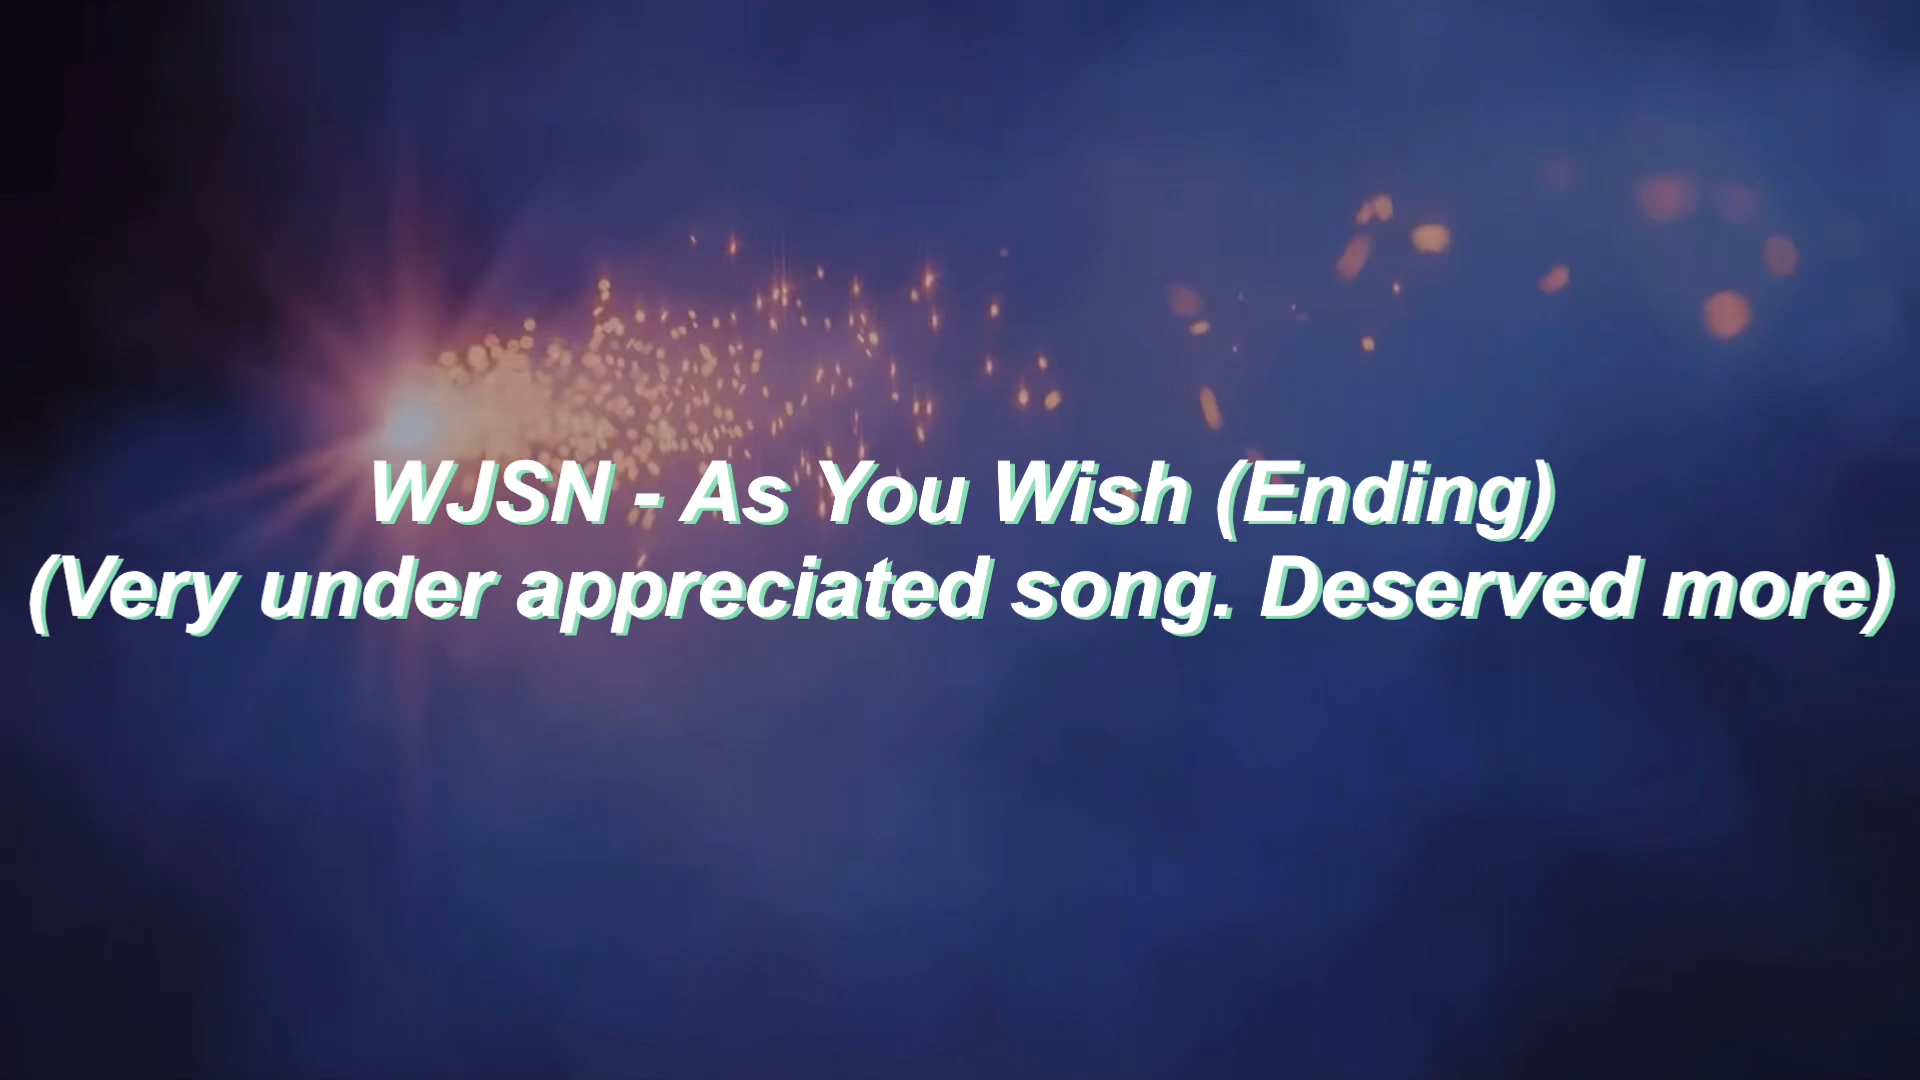 WJSN - As You Wish (Ending)
(Very under appreciated song. Deserved more)